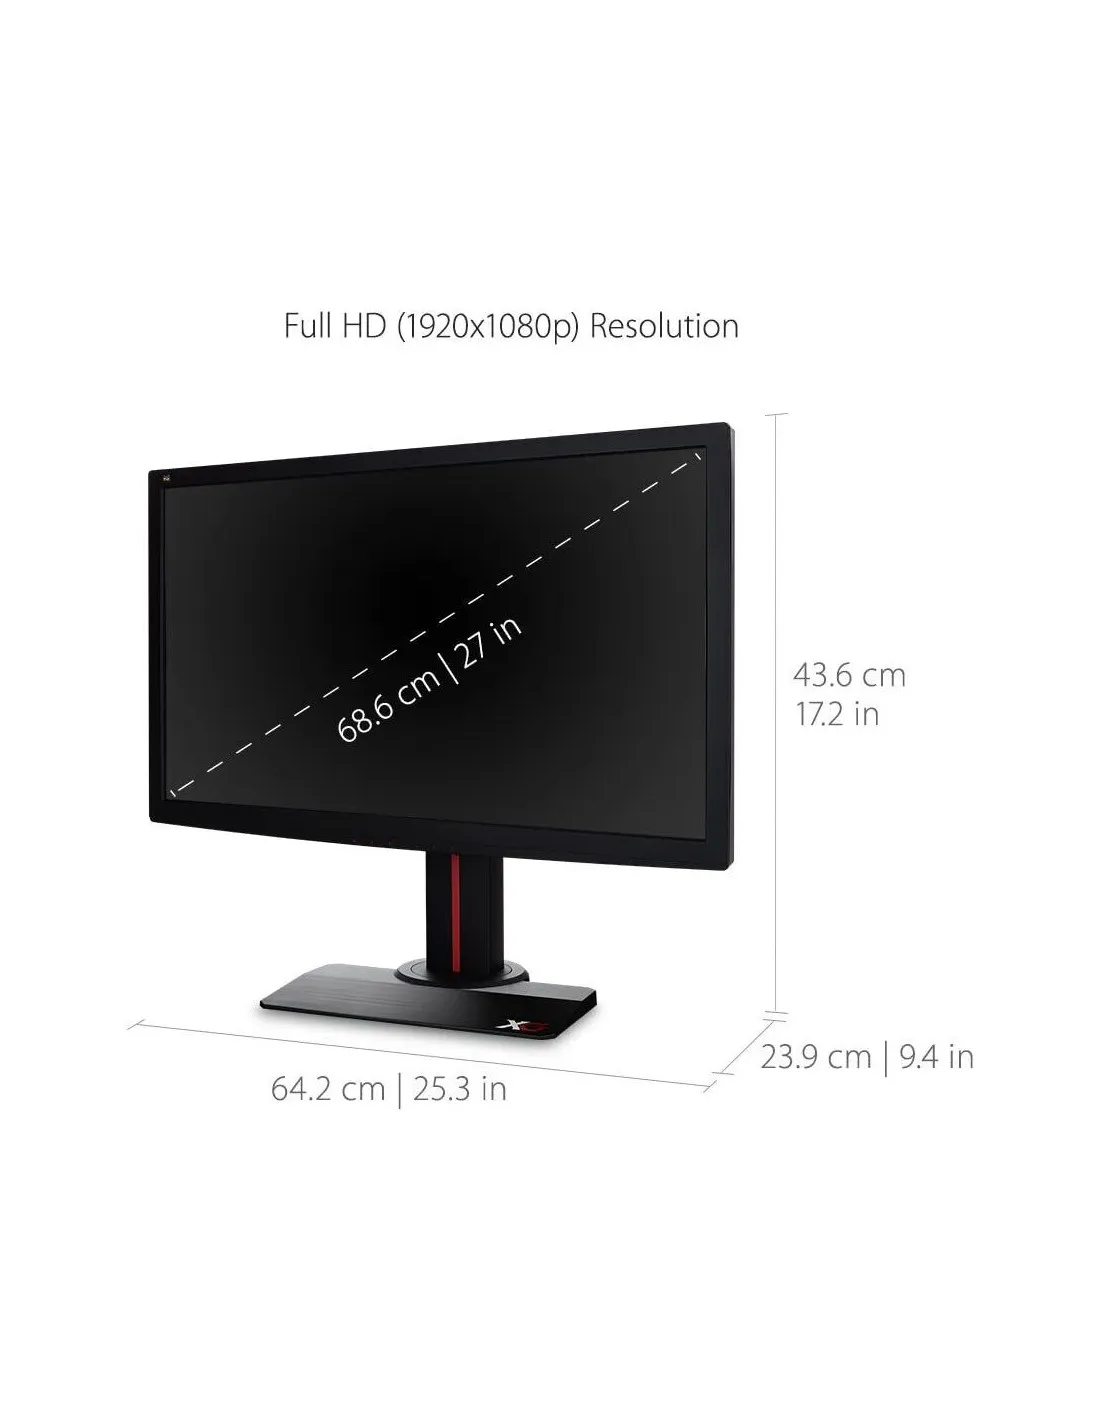 Full HD (1920x1080p) Resolution
68.6 cm | 27 in
43.6 cm
17.2 in
23.9 cm | 9.4 in
64.2 cm | 25.3 in
XG